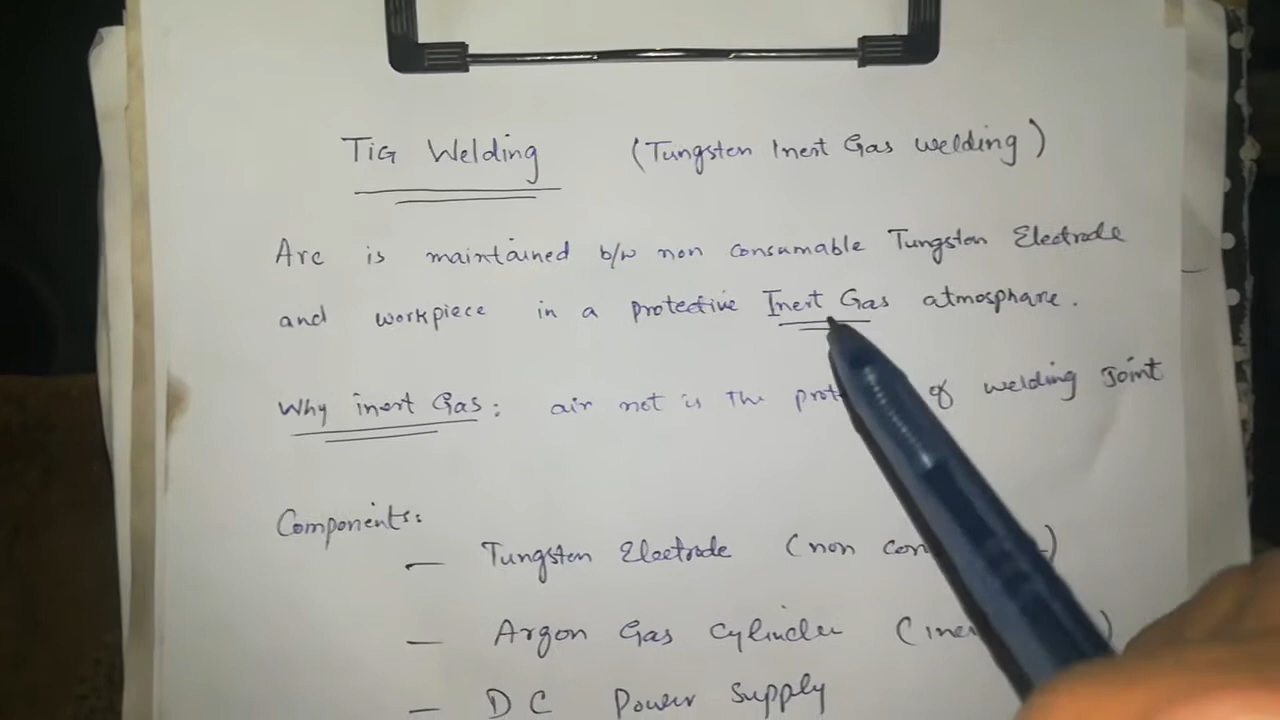 TIG Welding (Tungsten Inert Gas welding)
Arc is maintained b/w non consumable Tungsten Electrode
and workpiece in a protective Inert Gas atmosphare.
Why inert Gas: air not is the of welding Joint
Components:
— Tungsten Electrode (non
— Argon Gas Cylinder (
— DC Power Supply